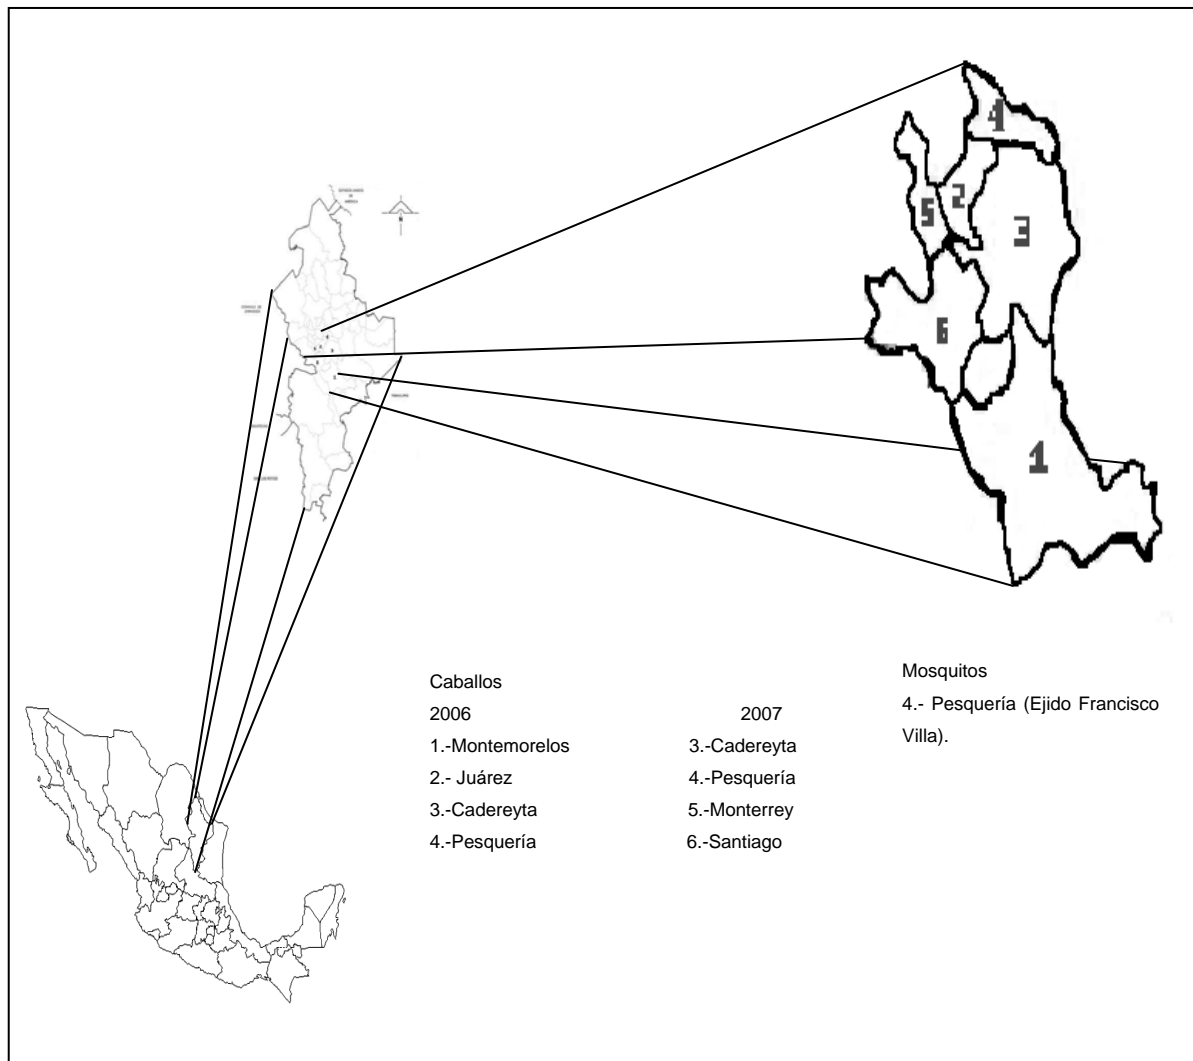 4
2
5
3
6
1
Caballos
2006 2007
1.-Montemorelos 3.-Cadereyta
2.- Juárez 4.-Pesquería
3.-Cadereyta 5.-Monterrey
4.-Pesquería 6.-Santiago
Mosquitos
4.- Pesquería (Ejido Francisco
Villa).